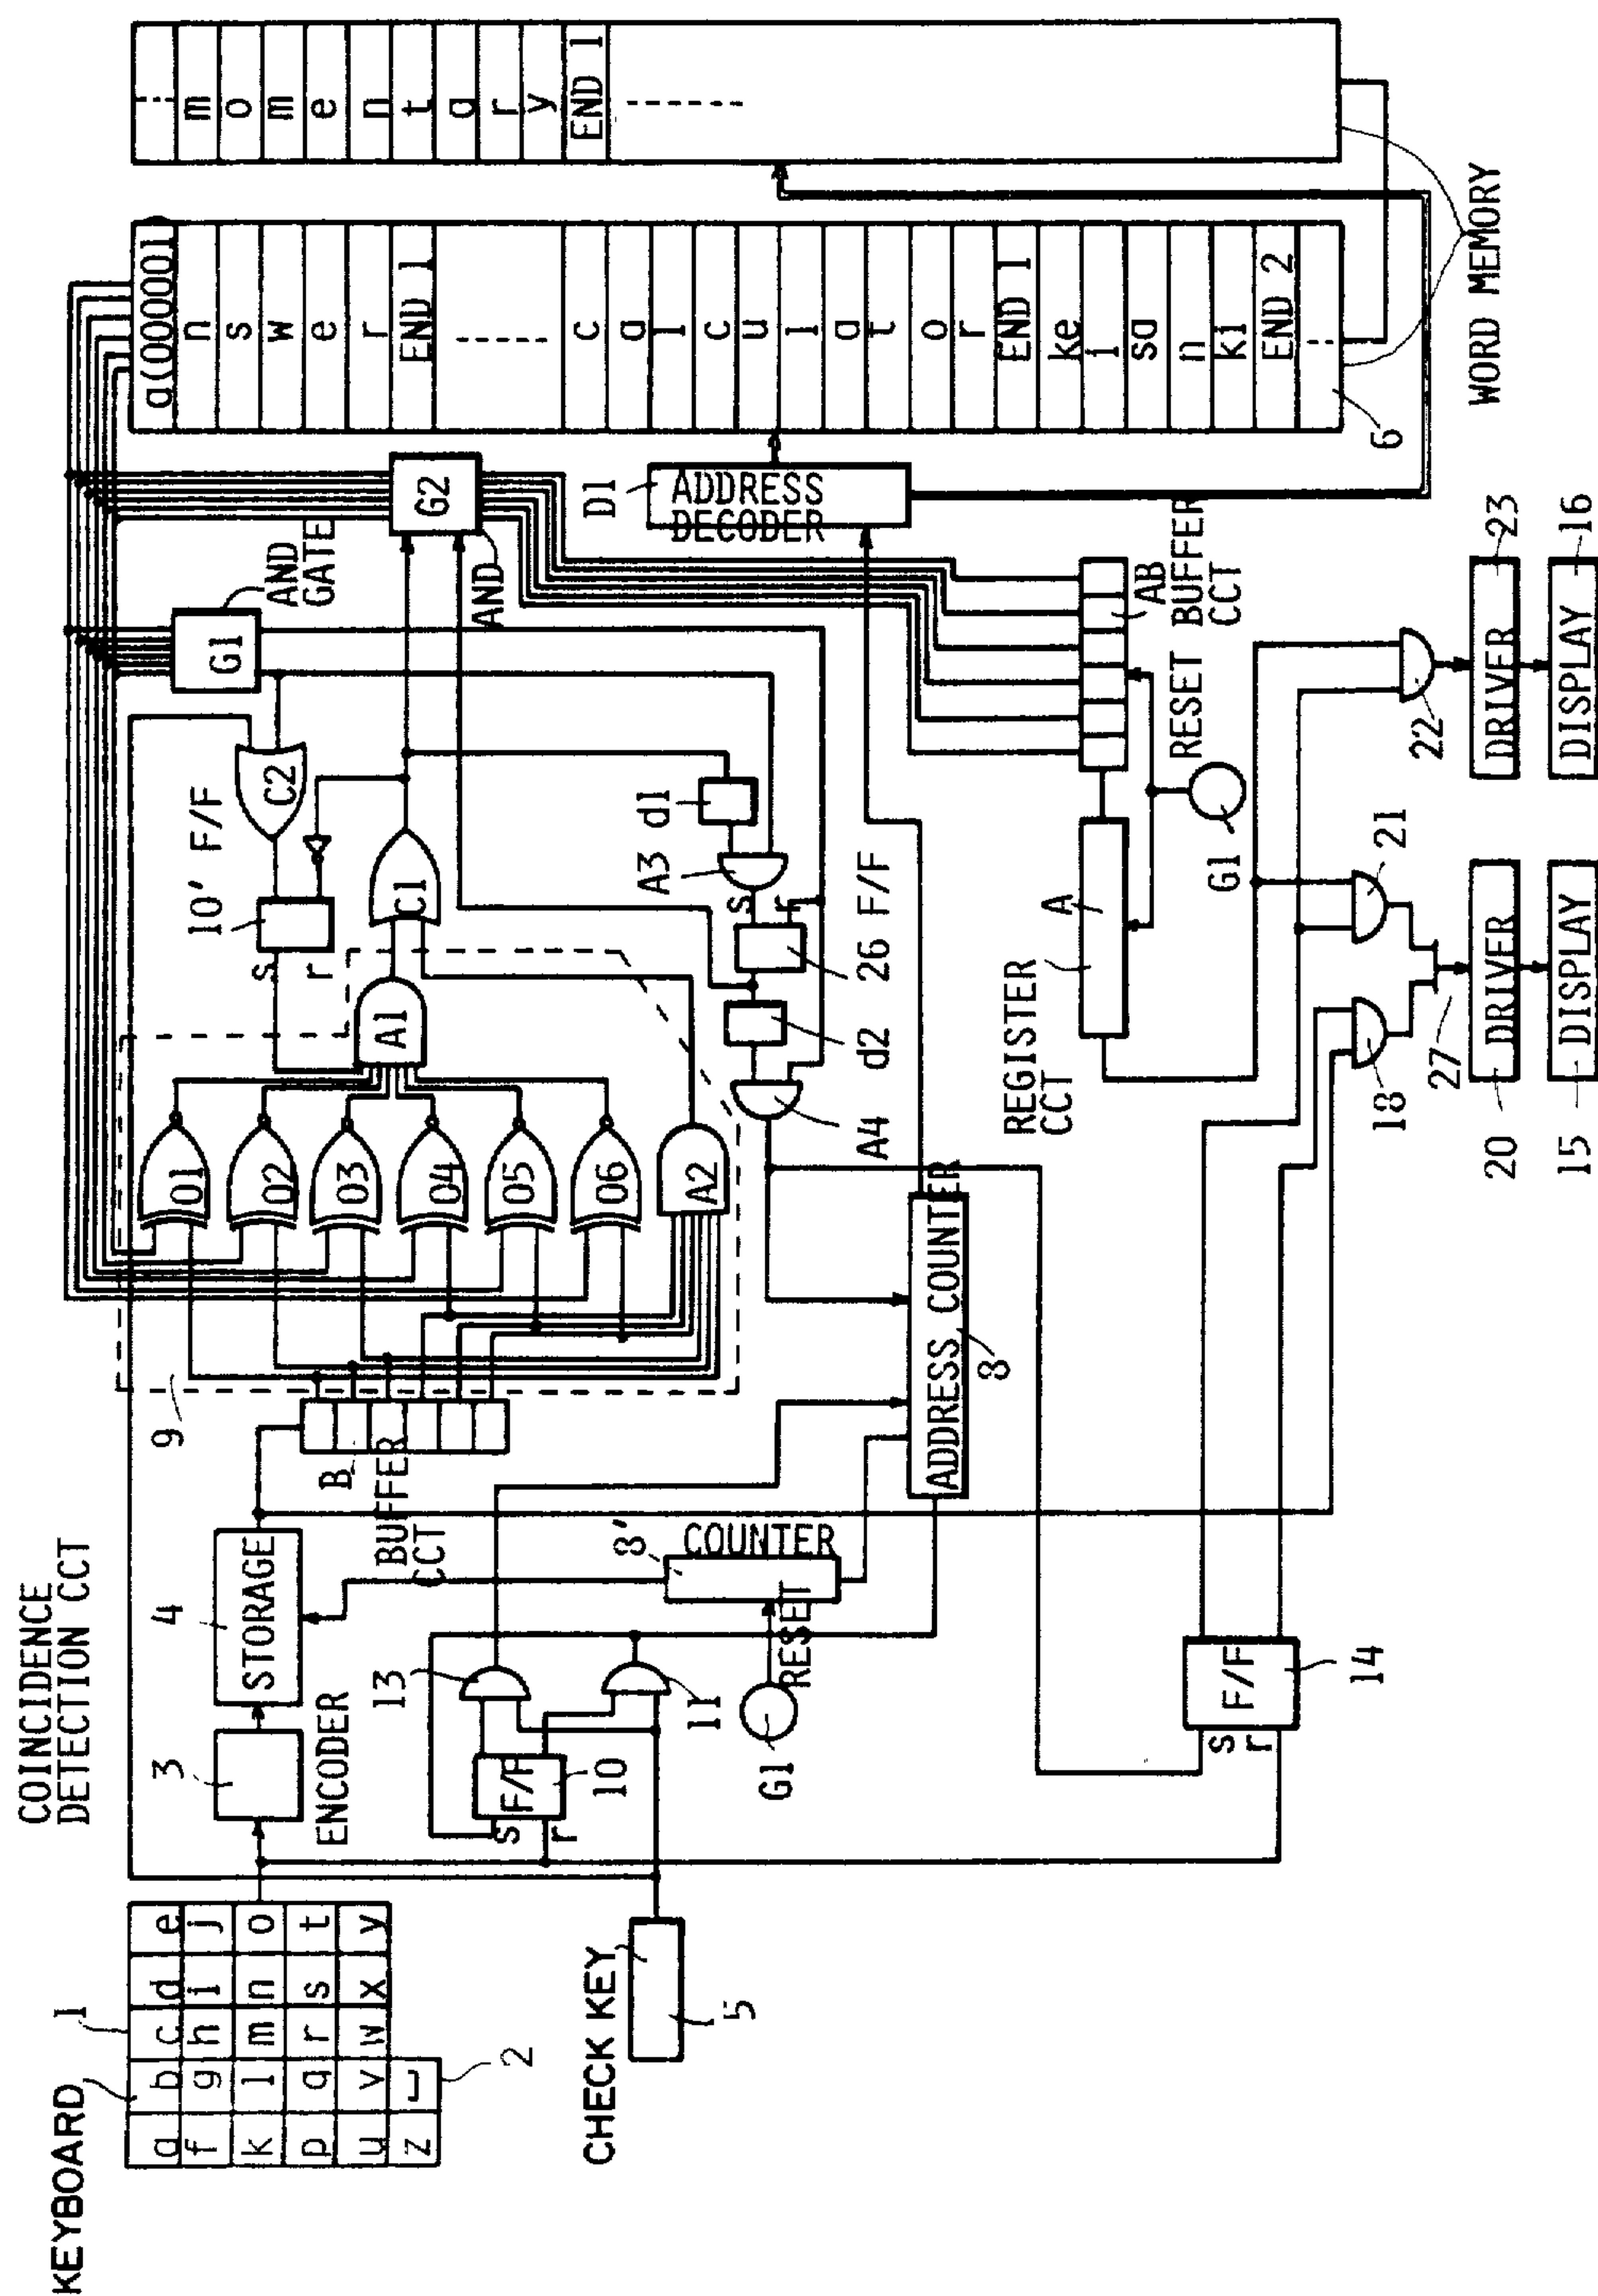 COINCIDENCE
DETECTION CCT
KEYBOARD
1
a b c d e
f g h i j
k l m n o
p q r s t
u v w x y
z
2
3
ENCODER
4
STORAGE
CHECK KEY
5
F/F
s
r
10
13
11
G1
RESET
8'
COUNTER
B
BUFFER
CCT
9
O1
O2
O3
O4
O5
O6
A2
A1
C1
10' F/F
s
r
C2
G1
AND
GATE
G2
AND
d1
A3
s
r
26 F/F
d2
A4
ADDRESS COUNTER
8
D1
ADDRESS
DECODER
a(00001)
n
s
w
e
r
END 1
c
a
l
c
u
l
a
t
o
r
END 1
ke
i
sa
n
ki
END 2
6
m
o
m
e
n
t
a
r
y
END 1
WORD MEMORY
REGISTER
CCT
A
AB
BUFFER
CCT
RESET
G1
F/F
s
r
14
18
21
22
27
20
DRIVER
23
DRIVER
15
DISPLAY
16
DISPLAY